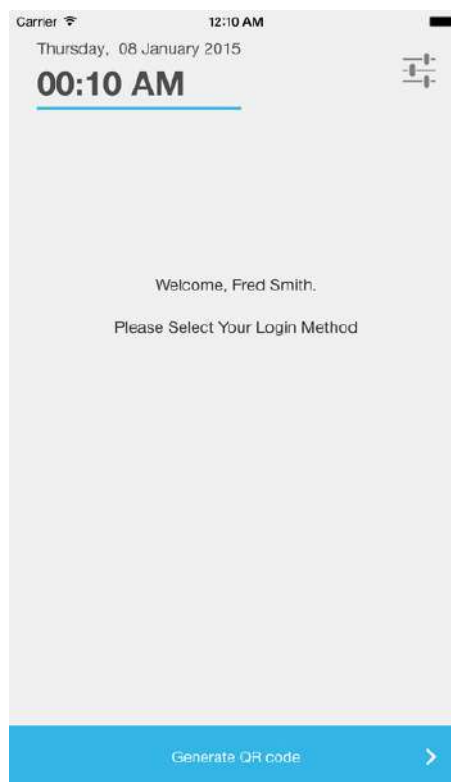 Carrier
12:10 AM
Thursday, 08 January 2015
00:10 AM
Welcome, Fred Smith.
Please Select Your Login Method
Generate QR code